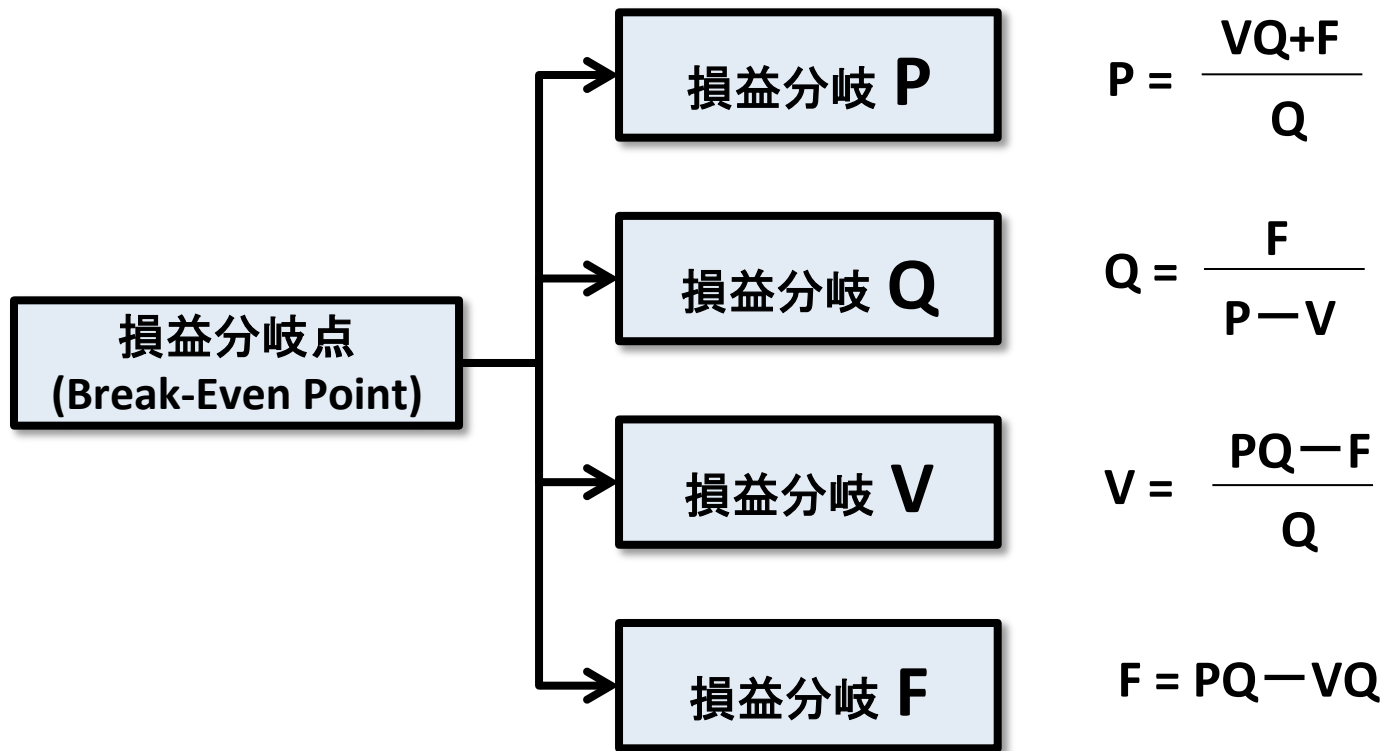 損益分岐点
(Break-Even Point)
損益分岐 P
P = VQ+F
Q
損益分岐 Q
Q = F
P－V
損益分岐 V
V = PQ－F
Q
損益分岐 F
F = PQ－VQ